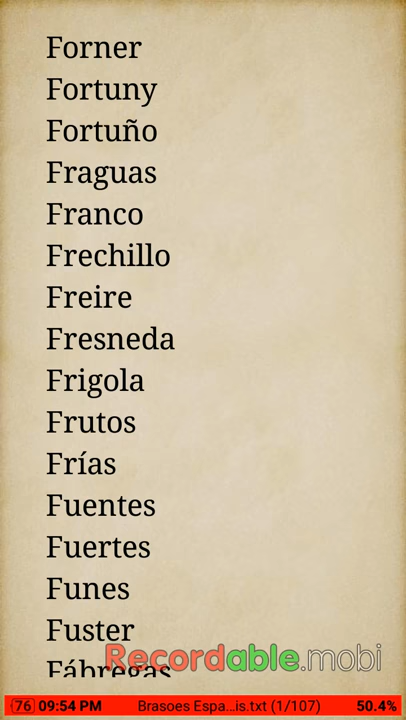 Forner
Fortuny
Fortuño
Fraguas
Franco
Frechillo
Freire
Fresneda
Frigola
Frutos
Frías
Fuentes
Fuertes
Funes
Fuster
Recordable.mobi
Fábregas
76 09:54 PM Brasoes Espa...is.txt (1/107) 50.4%